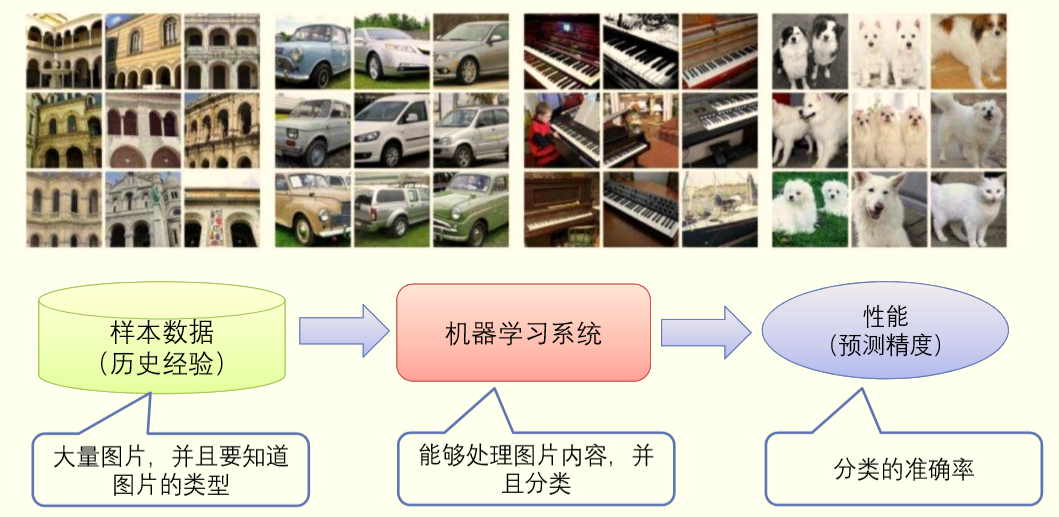 样本数据
（历史经验）
机器学习系统
性能
（预测精度）
大量图片，并且要知道
图片的类型
能够处理图片内容，并
且分类
分类的准确率